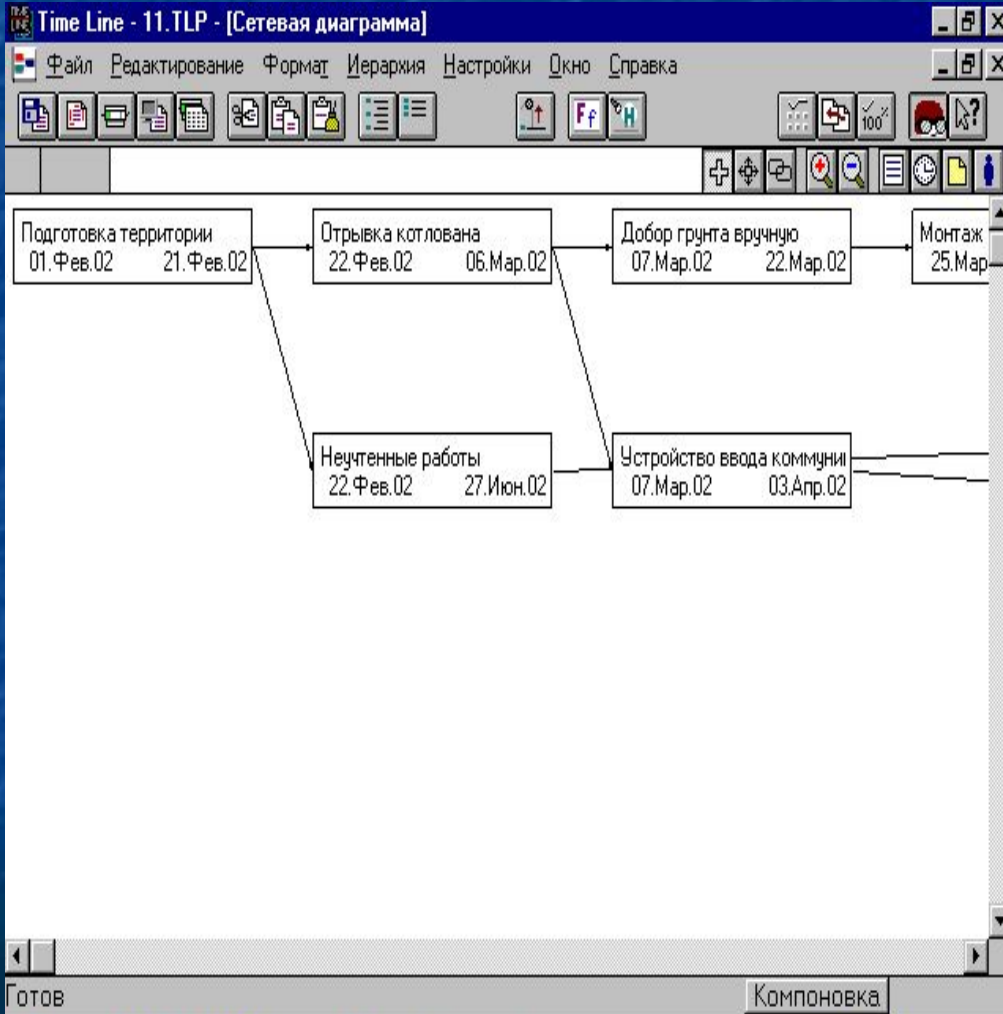 Time Line - 11.TLP - [Сетевая диаграмма]
Файл Редактирование Формат Иерархия Настройки Окно Справка
Ff H 100%
Подготовка территории
01.Фев.02 21.Фев.02
Отрывка котлована
22.Фев.02 06.Мар.02
Добор грунта вручную
07.Мар.02 22.Мар.02
Монтаж
25.Мар
Неучтенные работы
22.Фев.02 27.Июн.02
Устройство ввода коммуни
07.Мар.02 03.Апр.02
Готов
Компоновка